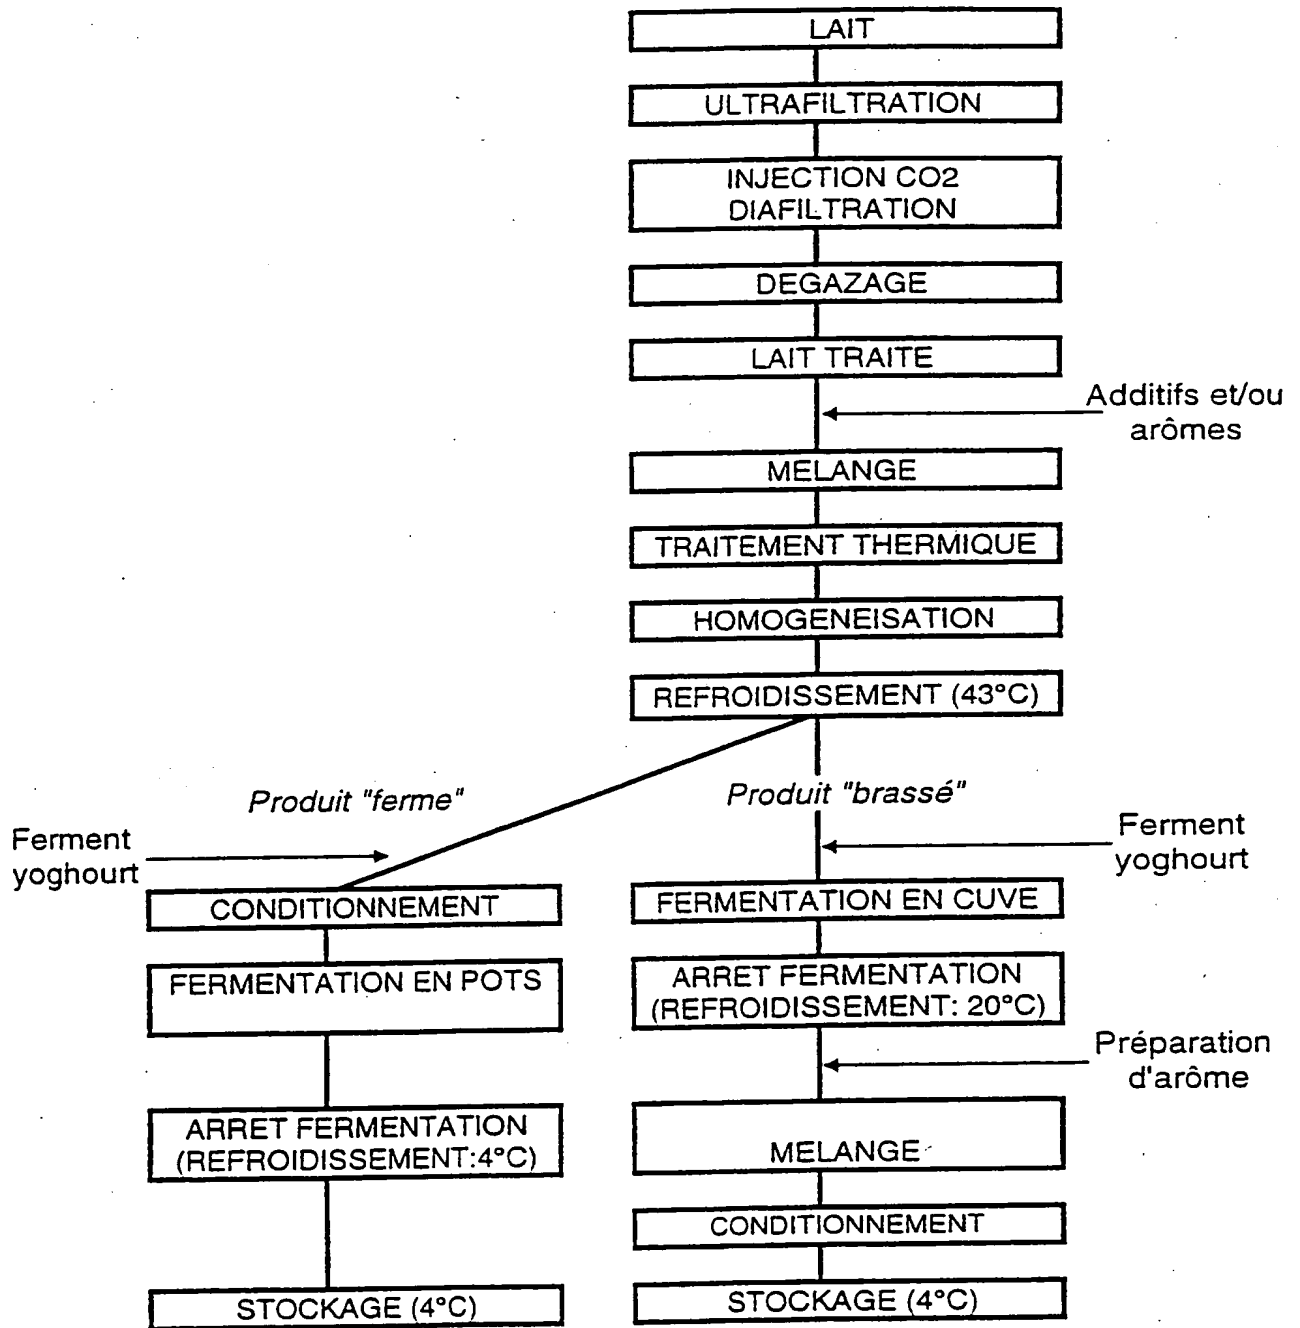 LAIT
ULTRAFILTRATION
INJECTION CO2
DIAFILTRATION
DEGAZAGE
LAIT TRAITE
Additifs et/ou
arômes
MELANGE
TRAITEMENT THERMIQUE
HOMOGENEISATION
REFROIDISSEMENT (43°C)
Produit "ferme"
Ferment
yoghourt
CONDITIONNEMENT
FERMENTATION EN POTS
ARRET FERMENTATION
(REFROIDISSEMENT:4°C)
STOCKAGE (4°C)
Produit "brassé"
Ferment
yoghourt
FERMENTATION EN CUVE
ARRET FERMENTATION
(REFROIDISSEMENT: 20°C)
Préparation
d'arôme
MELANGE
CONDITIONNEMENT
STOCKAGE (4°C)